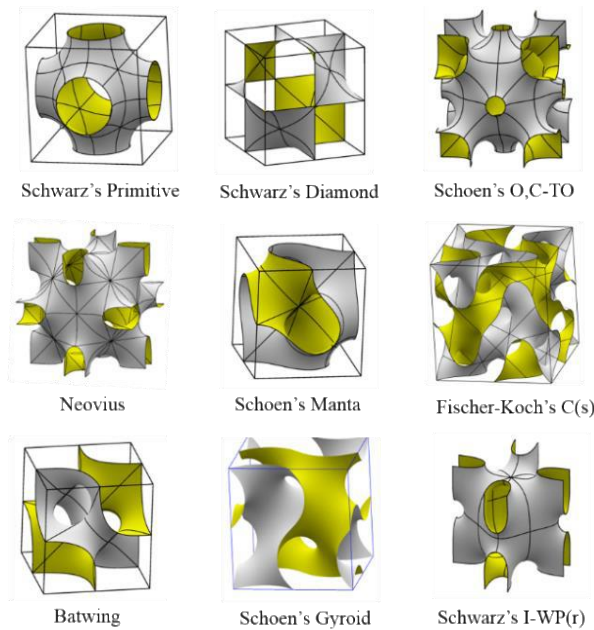 Schwarz's Primitive
Schwarz's Diamond
Schoen's O,C-TO
Neovius
Schoen's Manta
Fischer-Koch's C(s)
Batwing
Schoen's Gyroid
Schwarz's I-WP(r)